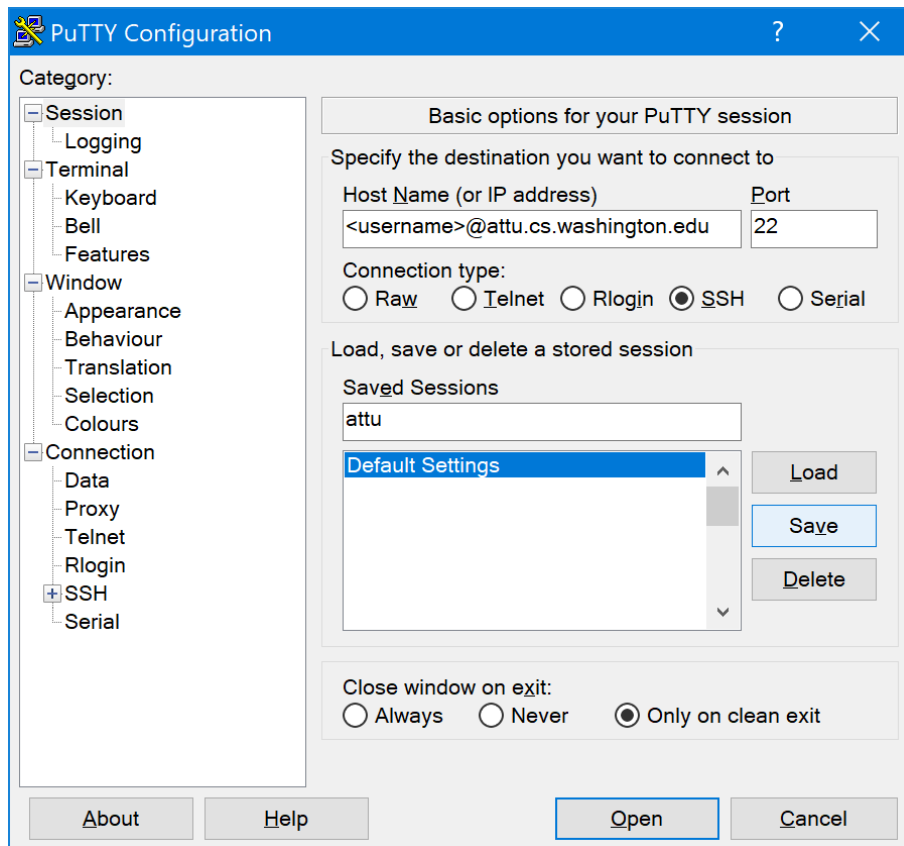 PuTTY Configuration
?
Category:
Session
Logging
Terminal
Keyboard
Bell
Features
Window
Appearance
Behaviour
Translation
Selection
Colours
Connection
Data
Proxy
Telnet
Rlogin
SSH
Serial
Basic options for your PuTTY session
Specify the destination you want to connect to
Host Name (or IP address) Port
<username>@attu.cs.washington.edu 22
Connection type:
Raw Telnet Rlogin SSH Serial
Load, save or delete a stored session
Saved Sessions
attu
Default Settings
Load
Save
Delete
Close window on exit:
Always Never Only on clean exit
About Help Open Cancel